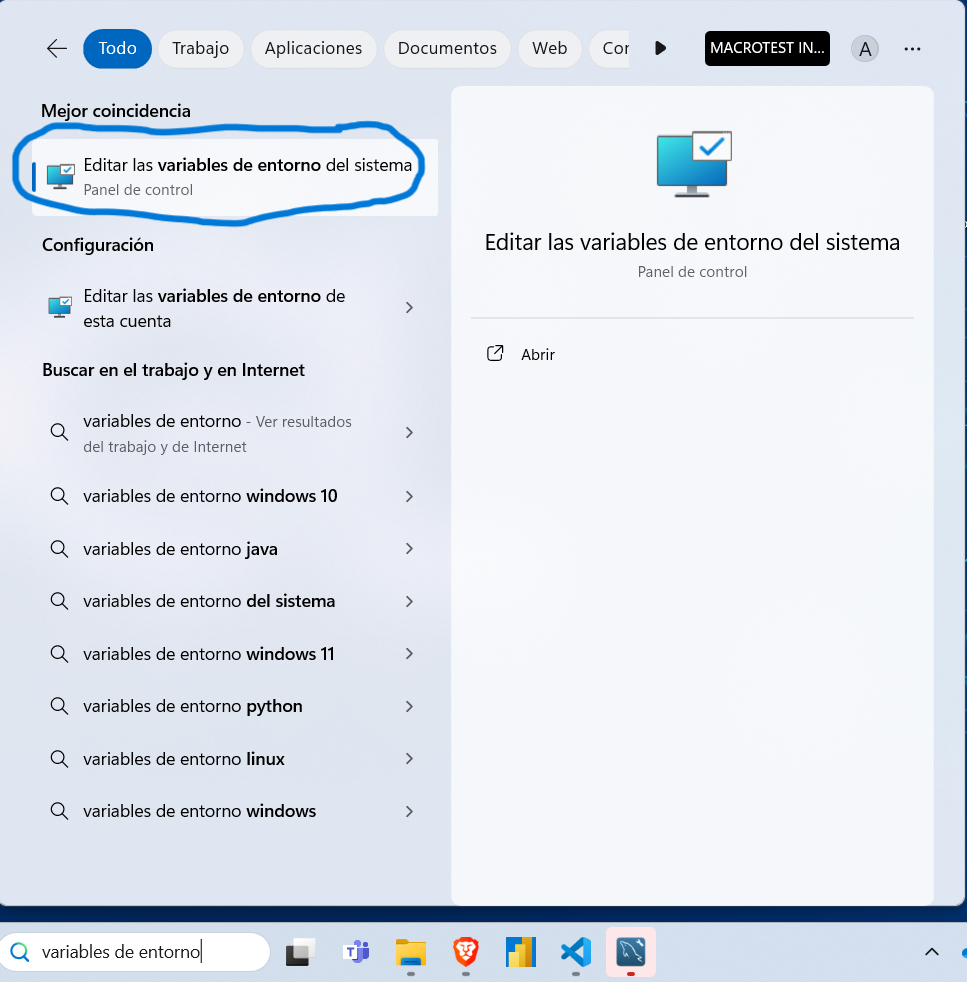 Todo Trabajo Aplicaciones Documentos Web MACROTEST IN... A ...
Mejor coincidencia
Editar las variables de entorno del sistema
Panel de control
Configuración
Editar las variables de entorno de
esta cuenta
Buscar en el trabajo y en Internet
variables de entorno - Ver resultados
del trabajo y de Internet
variables de entorno windows 10
variables de entorno java
variables de entorno del sistema
variables de entorno windows 11
variables de entorno python
variables de entorno linux
variables de entorno windows
Editar las variables de entorno del sistema
Panel de control
Abrir
variables de entorno